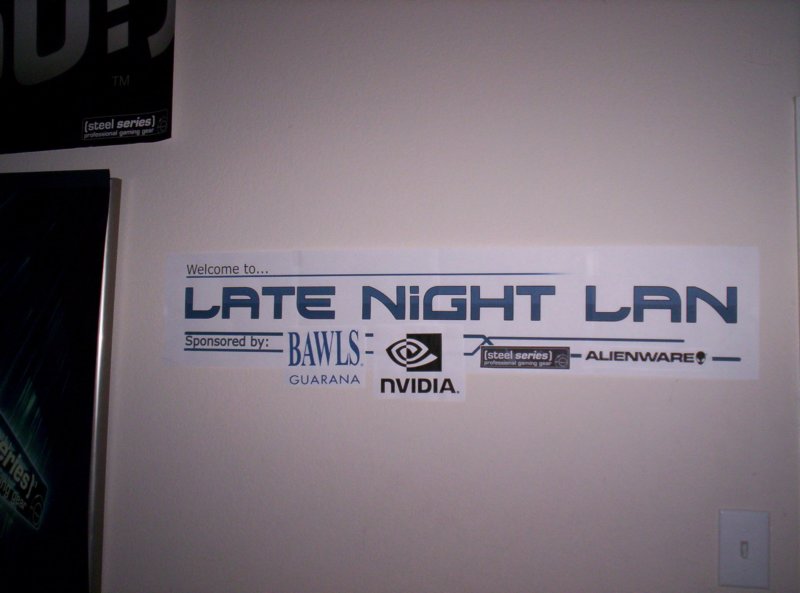 TM
(steel series)
professional gaming gear
Welcome to...
LATE NiGHT LAN
Sponsored by:
BAWLS®
GUARANA
NVIDIA.
(steel series)
professional gaming gear
ALIENWARE